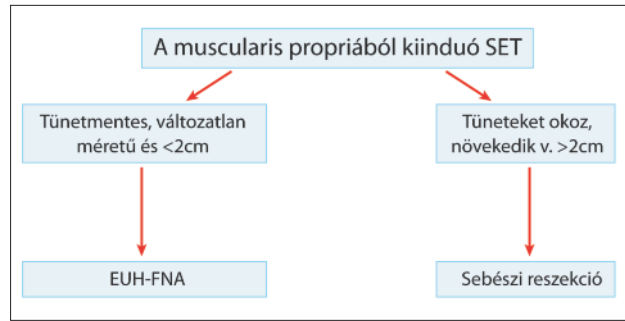 A muscularis propriából kiinduó SET
Tünetmentes, változatlan
méretű és <2cm
Tüneteket okoz,
növekedik v. >2cm
EUH-FNA
Sebészi reszekció